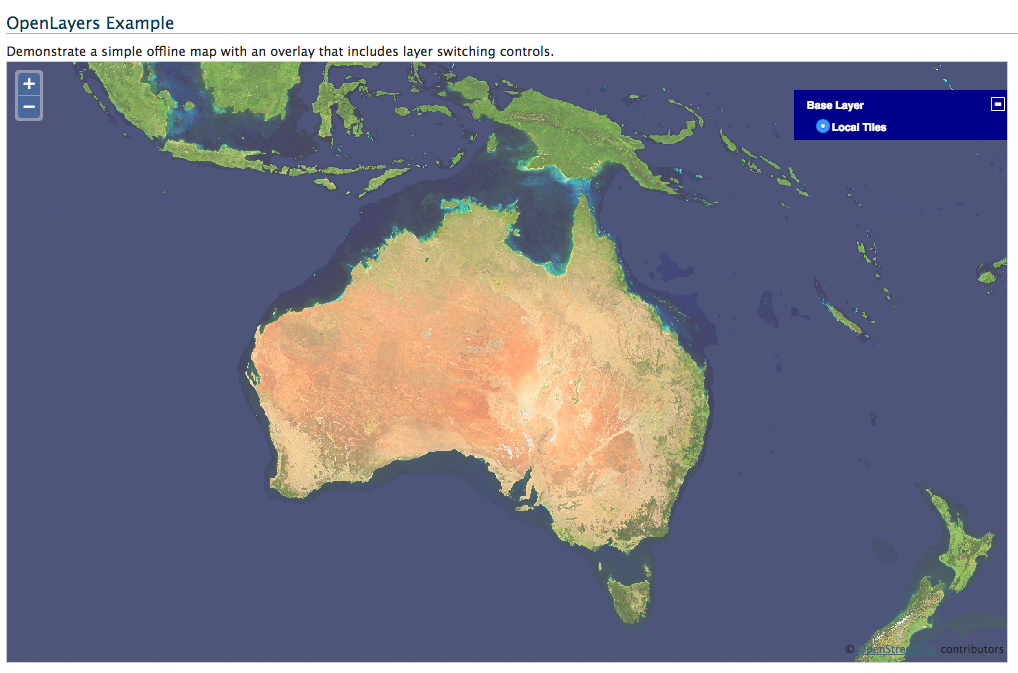 OpenLayers Example
Demonstrate a simple offline map with an overlay that includes layer switching controls.
+
−
Base Layer
Local Tiles
© OpenStreetMap contributors